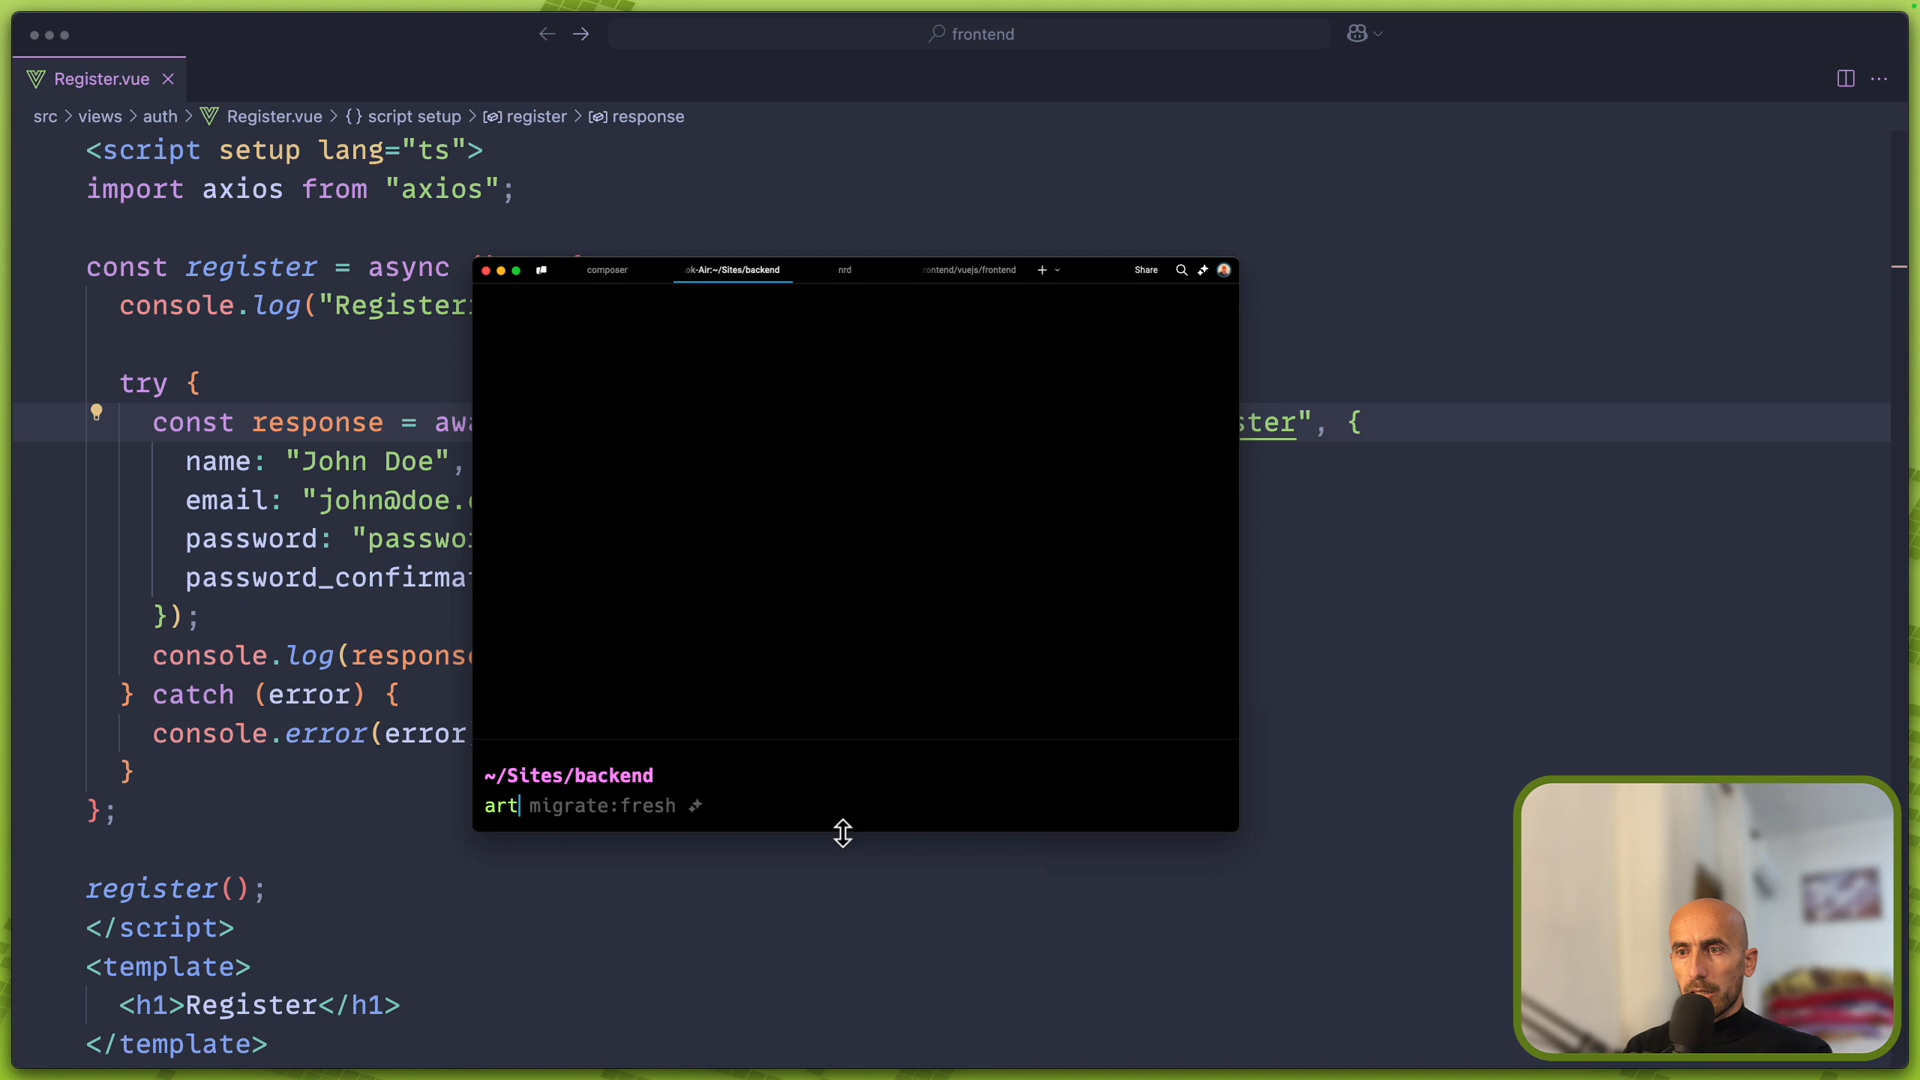 frontend
Register.vue
src > views > auth > Register.vue > {} script setup > register > response
<script setup lang="ts">
import axios from "axios";
const register = async
console.log("Register
try {
const response = awa
ster", {
name: "John Doe",
email: "john@doe.
password: "passwo
password_confirma
});
console.log(response
} catch (error) {
console.error(error
}
};
register();
</script>
<template>
<h1>Register</h1>
</template>
composer
ok-Air:~/Sites/backend
nrd
rontend/vuejs/frontend
Share
~/Sites/backend
art migrate:fresh